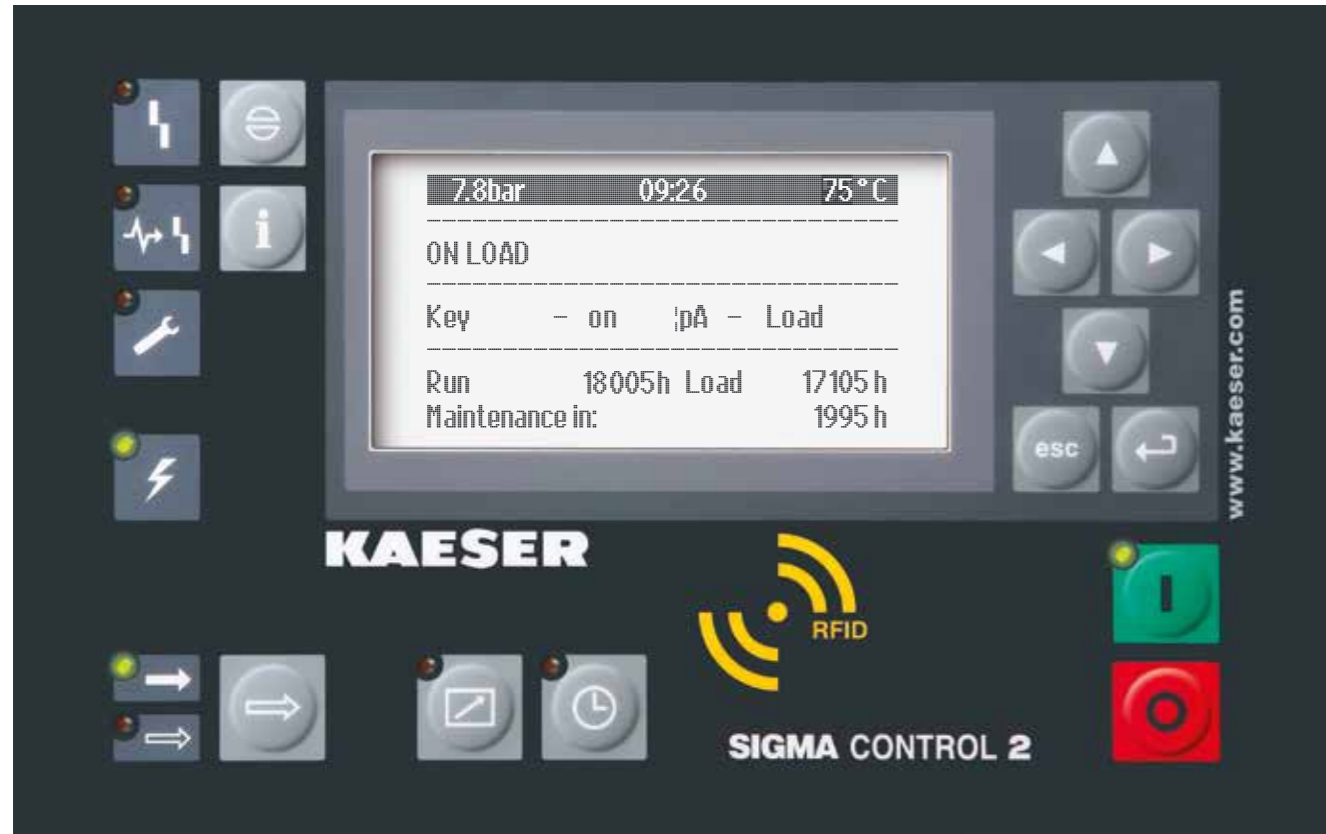 7.8bar 09:26 75°C
ON LOAD
Key - on ¦pA - Load
Run 18005h Load 17105h
Maintenance in: 1995h
i
esc
www.kaeser.com
KAESER
RFID
SIGMA CONTROL 2